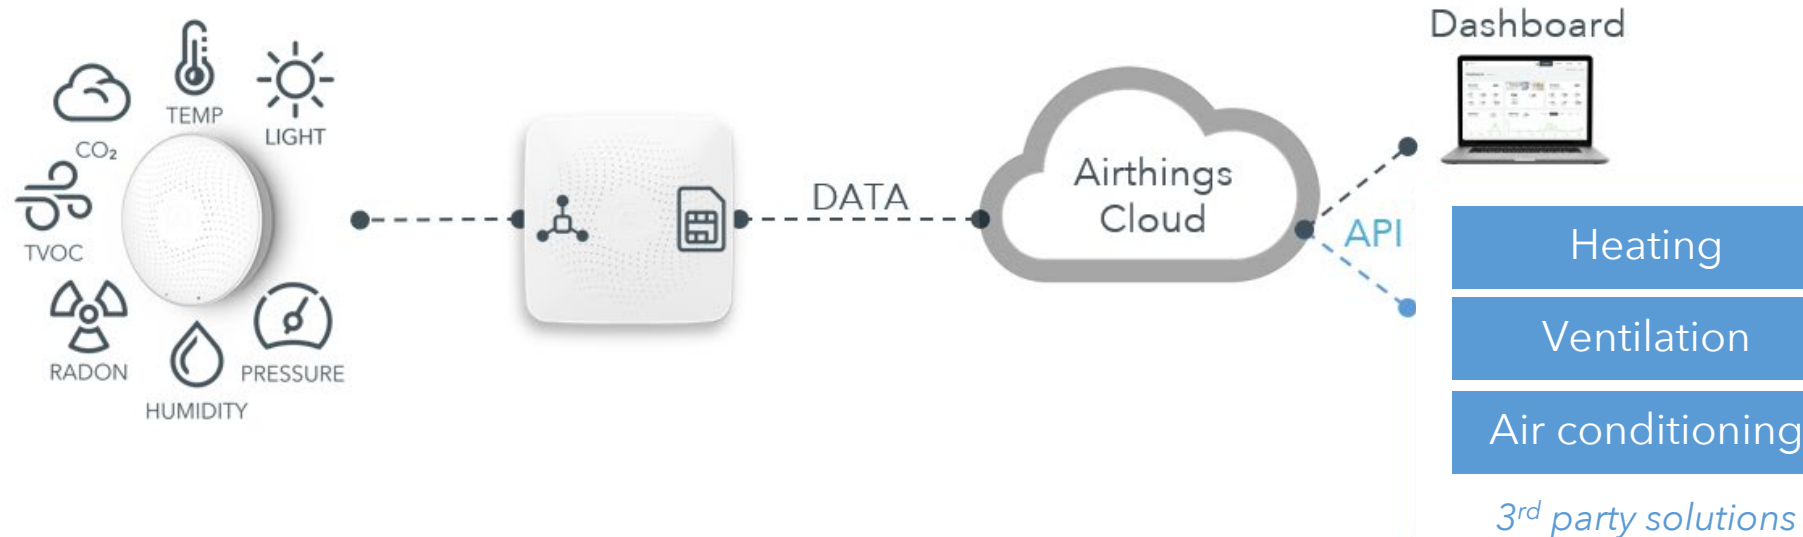 TEMP
LIGHT
CO₂
TVOC
RADON
HUMIDITY
PRESSURE
DATA
Airthings
Cloud
API
Dashboard
Heating
Ventilation
Air conditioning
3rd party solutions